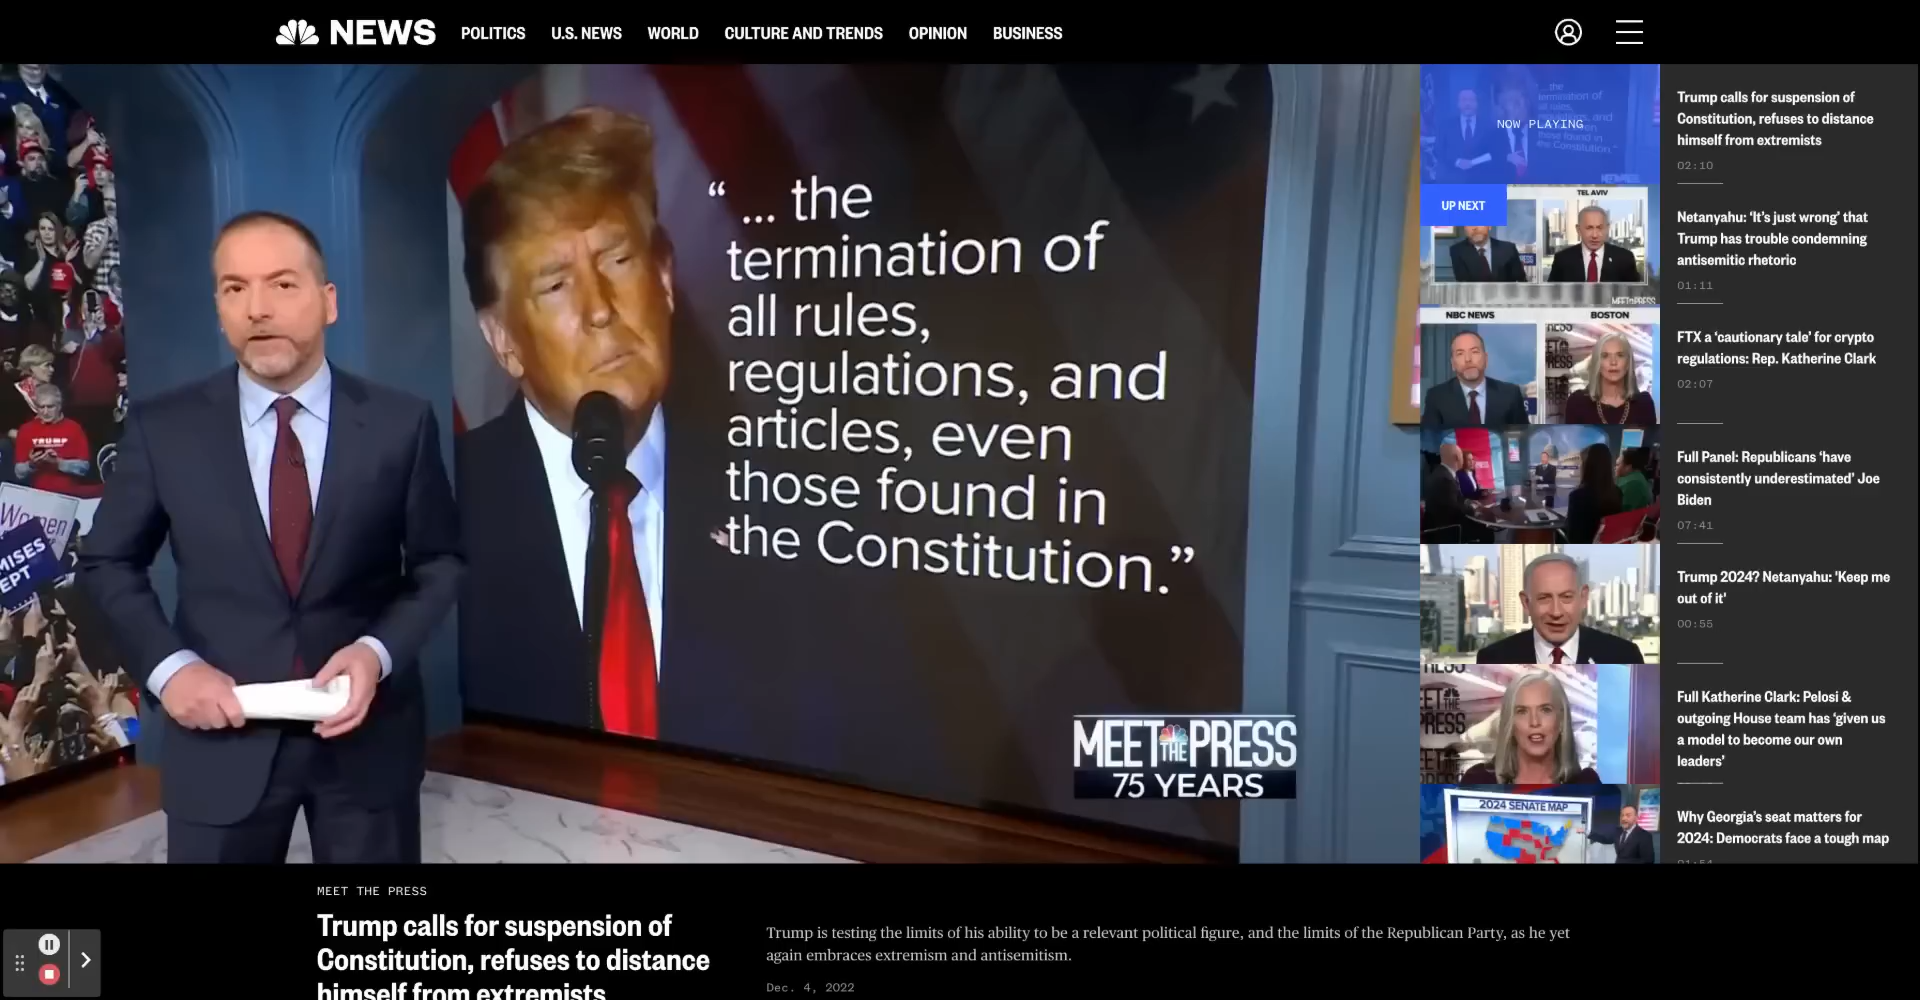 NEWS
POLITICS
U.S. NEWS
WORLD
CULTURE AND TRENDS
OPINION
BUSINESS
“ ... the
termination of
all rules,
regulations, and
articles, even
those found in
the Constitution.”
Women
MISES
EPT
TRUMP
MEET THE PRESS
75 YEARS
NOW PLAYING
Trump calls for suspension of
Constitution, refuses to distance
himself from extremists
02:10
UP NEXT
TEL AVIV
MEET THE PRESS
Netanyahu: ‘It’s just wrong’ that
Trump has trouble condemning
antisemitic rhetoric
01:11
NBC NEWS
BOSTON
FTX a ‘cautionary tale’ for crypto
regulations: Rep. Katherine Clark
02:07
Full Panel: Republicans ‘have
consistently underestimated’ Joe
Biden
07:41
Trump 2024? Netanyahu: 'Keep me
out of it'
00:55
Full Katherine Clark: Pelosi &
outgoing House team has ‘given us
a model to become our own
leaders’
2024 SENATE MAP
Why Georgia’s seat matters for
2024: Democrats face a tough map
MEET THE PRESS
Trump calls for suspension of
Constitution, refuses to distance
himself from extremists
Trump is testing the limits of his ability to be a relevant political figure, and the limits of the Republican Party, as he yet
again embraces extremism and antisemitism.
Dec. 4, 2022